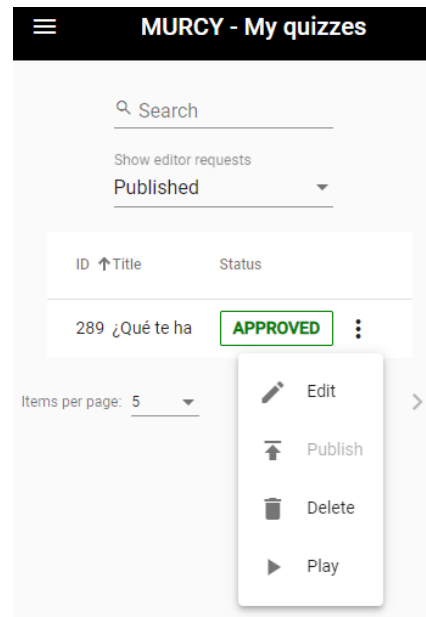 MURCY - My quizzes
Search
Show editor requests
Published
ID Title Status
289 ¿Qué te ha APPROVED
Edit
Items per page: 5
Publish
Delete
Play